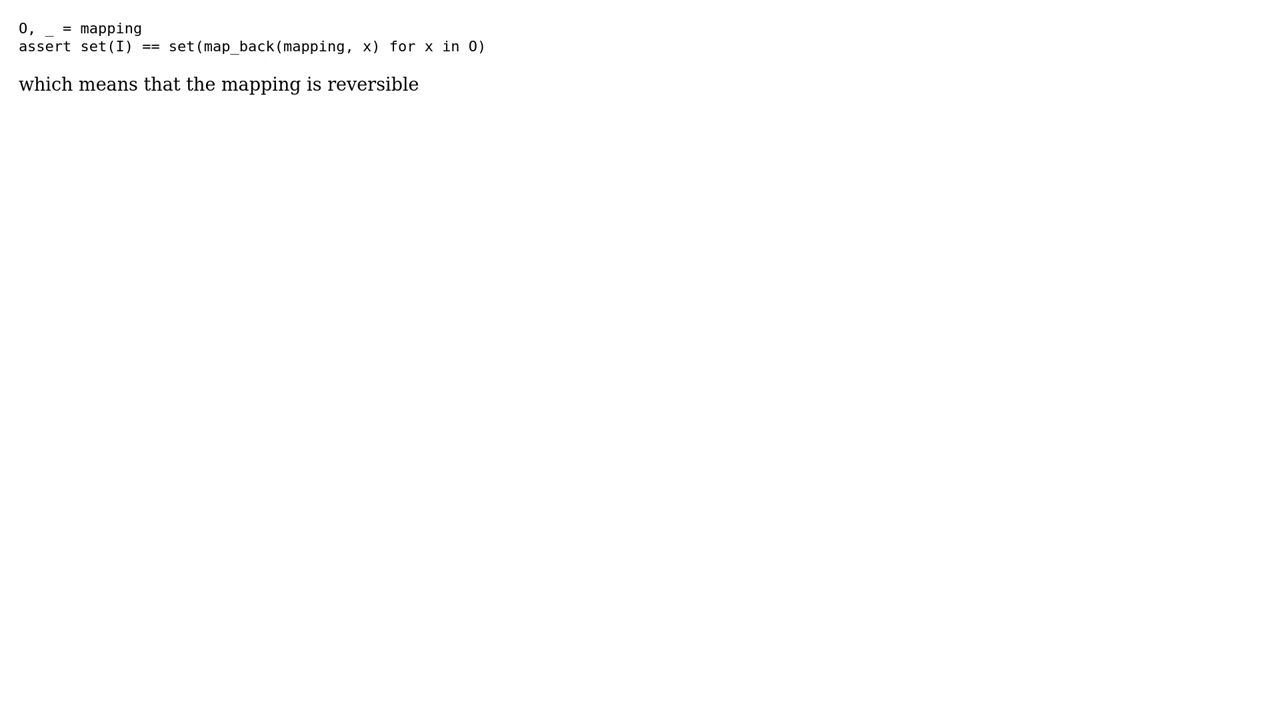 O, _ = mapping
assert set(I) == set(map_back(mapping, x) for x in O)
which means that the mapping is reversible